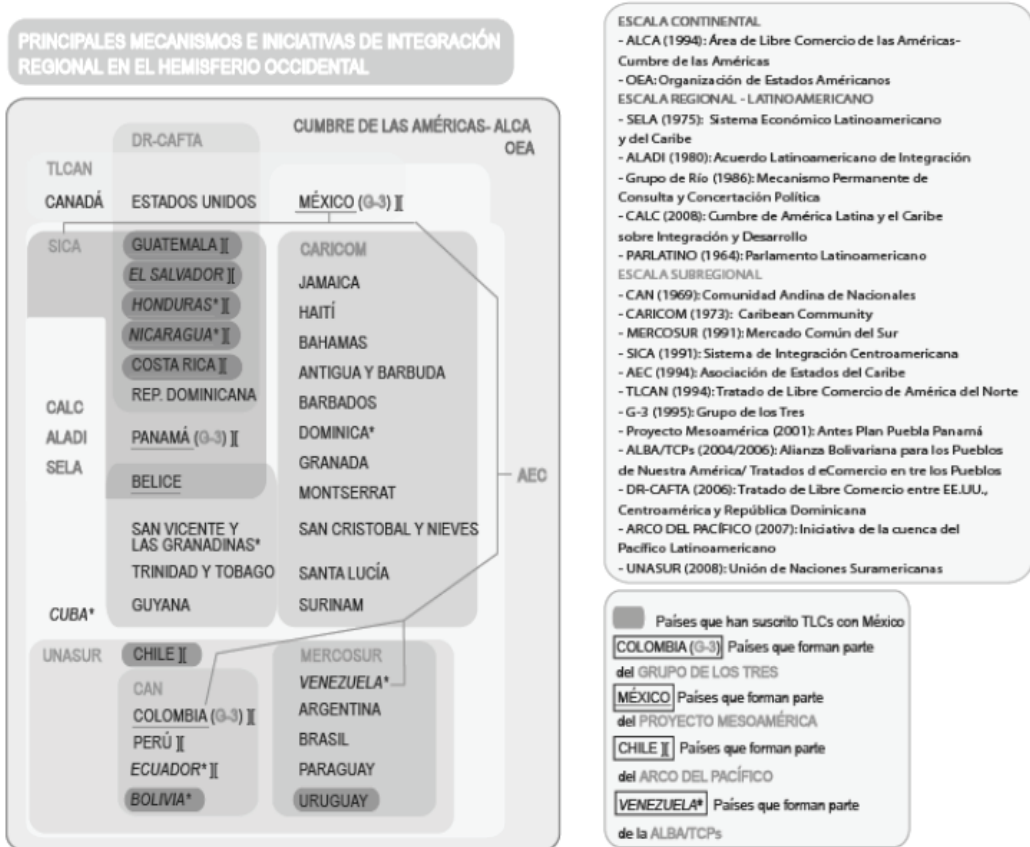 PRINCIPALES MECANISMOS E INICIATIVAS DE INTEGRACIÓN
REGIONAL EN EL HEMISFERIO OCCIDENTAL
DR-CAFTA
CUMBRE DE LAS AMÉRICAS- ALCA
OEA
TLCAN
CANADÁ
ESTADOS UNIDOS
MÉXICO (G-3) ][
SICA
GUATEMALA ][
EL SALVADOR ][
HONDURAS* ][
NICARAGUA* ][
COSTA RICA ][
REP. DOMINICANA
CALC
ALADI
SELA
PANAMÁ (G-3) ][
BELICE
SAN VICENTE Y
LAS GRANADINAS*
TRINIDAD Y TOBAGO
GUYANA
CUBA*
CARICOM
JAMAICA
HAITÍ
BAHAMAS
ANTIGUA Y BARBUDA
BARBADOS
DOMINICA*
GRANADA
MONTSERRAT
SAN CRISTOBAL Y NIEVES
SANTA LUCÍA
SURINAM
AEC
UNASUR
CHILE ][
CAN
COLOMBIA (G-3) ][
PERÚ ][
ECUADOR* ][
BOLIVIA*
MERCOSUR
VENEZUELA*
ARGENTINA
BRASIL
PARAGUAY
URUGUAY
ESCALA CONTINENTAL
- ALCA (1994): Área de Libre Comercio de las Américas-
Cumbre de las Américas
- OEA: Organización de Estados Américanos
ESCALA REGIONAL - LATINOAMERICANO
- SELA (1975): Sistema Económico Latinoamericano
y del Caribe
- ALADI (1980): Acuerdo Latinoamericano de Integración
- Grupo de Río (1986): Mecanismo Permanente de
Consulta y Concertación Política
- CALC (2008): Cumbre de América Latina y el Caribe
sobre Integración y Desarrollo
- PARLATINO (1964): Parlamento Latinoamericano
ESCALA SUBREGIONAL
- CAN (1969): Comunidad Andina de Nacionales
- CARICOM (1973): Caribean Community
- MERCOSUR (1991): Mercado Común del Sur
- SICA (1991): Sistema de Integración Centroamericana
- AEC (1994): Asociación de Estados del Caribe
- TLCAN (1994): Tratado de Libre Comercio de América del Norte
- G-3 (1995): Grupo de los Tres
- Proyecto Mesoamérica (2001): Antes Plan Puebla Panamá
- ALBA/TCPs (2004/2006): Alianza Bolivariana para los Pueblos
de Nuestra América/ Tratados d eComercio en tre los Pueblos
- DR-CAFTA (2006): Tratado de Libre Comercio entre EE.UU.,
Centroamérica y República Dominicana
- ARCO DEL PACÍFICO (2007): Iniciativa de la cuenca del
Pacífico Latinoamericano
- UNASUR (2008): Unión de Naciones Suramericanas
Países que han suscrito TLCs con México
COLOMBIA (G-3) Países que forman parte
del GRUPO DE LOS TRES
MÉXICO Países que forman parte
del PROYECTO MESOAMÉRICA
CHILE ][ Países que forman parte
del ARCO DEL PACÍFICO
VENEZUELA* Países que forman parte
de la ALBA/TCPs